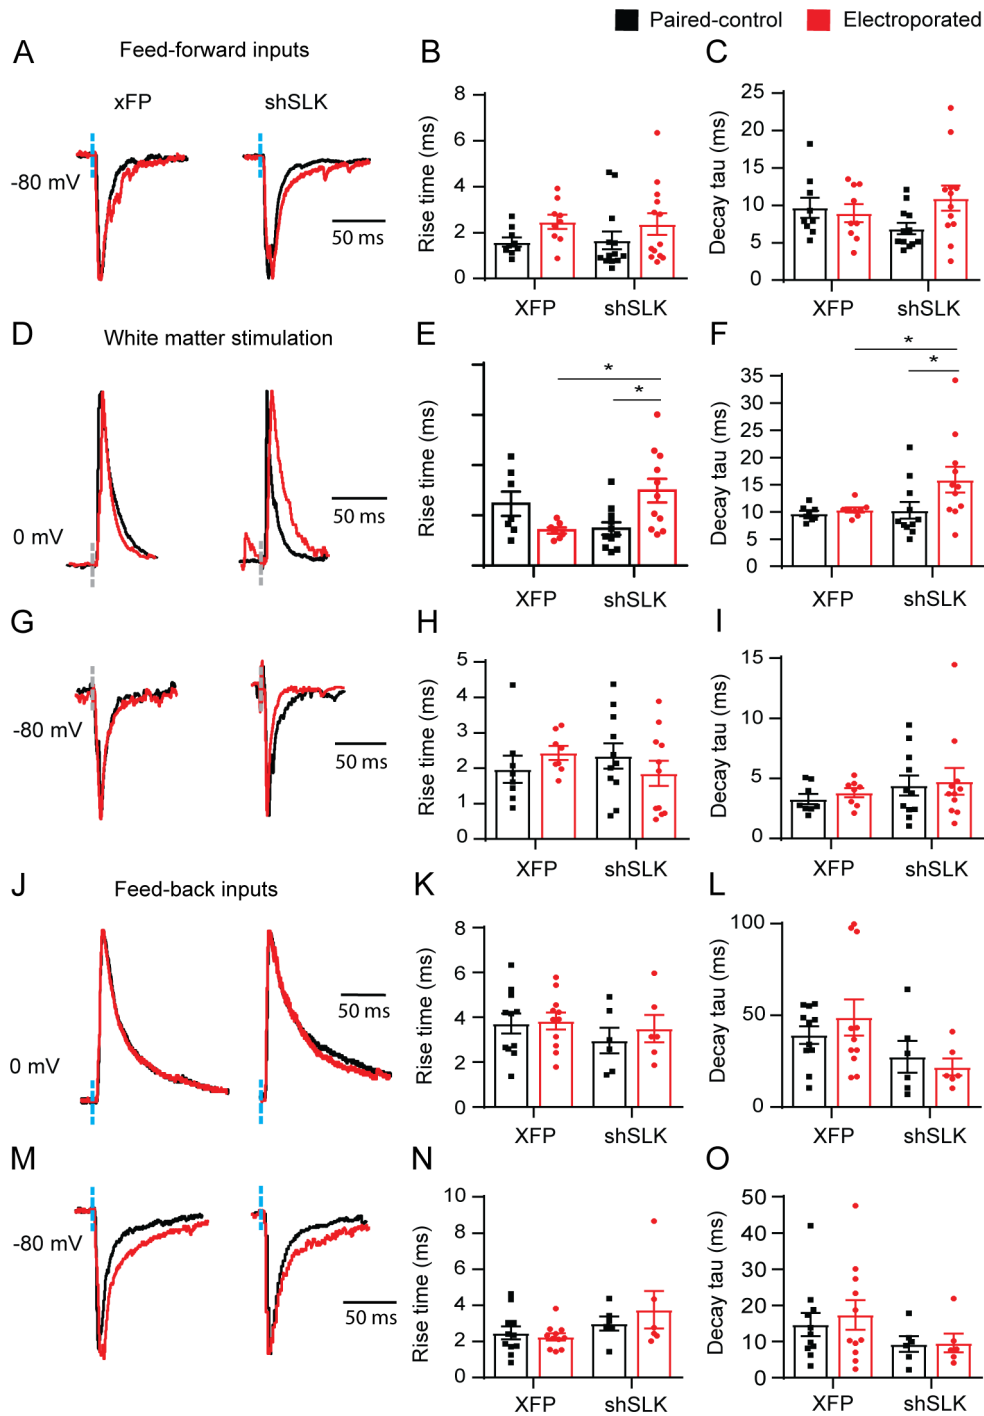 Paired-control Electroporated
A Feed-forward inputs
xFP shSLK
-80 mV
50 ms
B
Rise time (ms)
8
6
4
2
0
XFP shSLK
C
Decay tau (ms)
25
20
15
10
5
0
XFP shSLK
D White matter stimulation
0 mV
50 ms
E
Rise time (ms)
*
*
XFP shSLK
F
Decay tau (ms)
*
*
35
30
25
20
15
10
5
0
XFP shSLK
G
-80 mV
50 ms
H
Rise time (ms)
5
4
3
2
1
0
XFP shSLK
I
Decay tau (ms)
15
10
5
0
XFP shSLK
J Feed-back inputs
0 mV
50 ms
K
Rise time (ms)
8
6
4
2
0
XFP shSLK
L
Decay tau (ms)
100
50
0
XFP shSLK
M
-80 mV
50 ms
N
Rise time (ms)
10
8
6
4
2
0
XFP shSLK
O
Decay tau (ms)
50
40
30
20
10
0
XFP shSLK